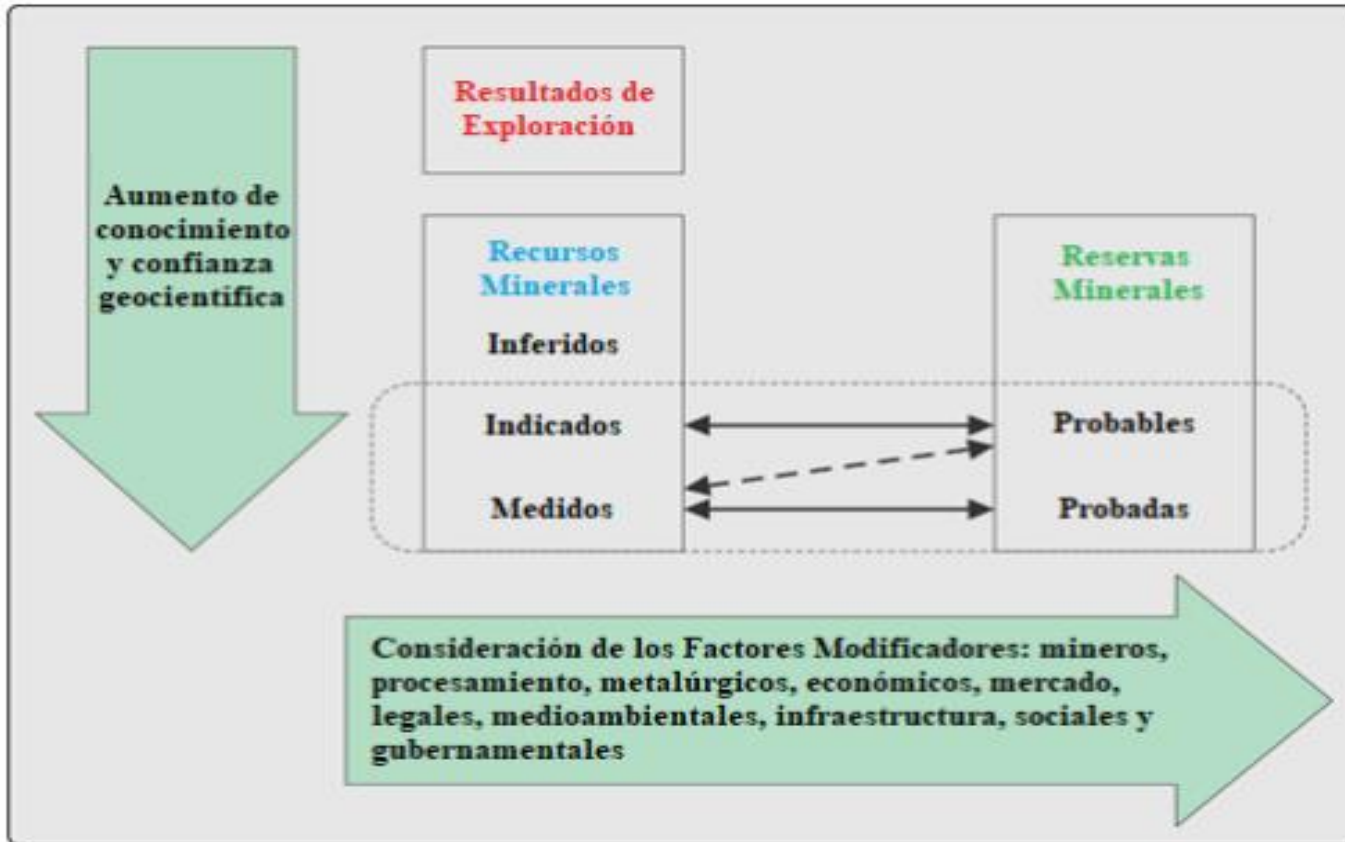 Resultados de
Exploración
Aumento de
conocimiento
y confianza
geocientífica
Recursos
Minerales
Inferidos
Indicados
Medidos
Reservas
Minerales
Probables
Probadas
Consideración de los Factores Modificadores: mineros,
procesamiento, metalúrgicos, económicos, mercado,
legales, medioambientales, infraestructura, sociales y
gubernamentales